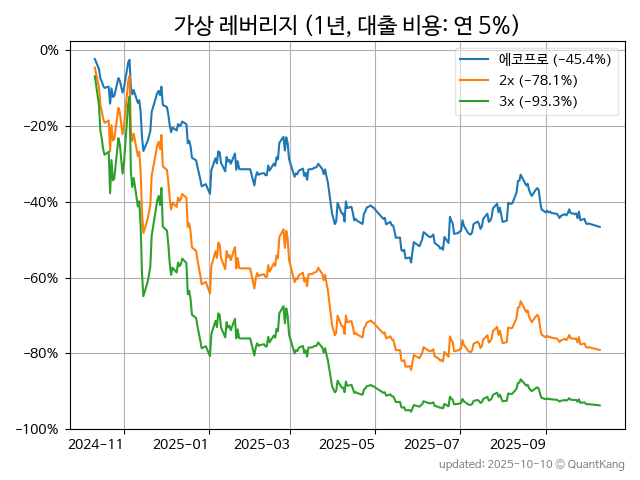 가상 레버리지 (1년, 대출 비용: 연 5%)
에코프로 (−45.4%)
2x (−78.1%)
3x (−93.3%)
0%
−20%
−40%
−60%
−80%
−100%
2024-11 2025-01 2025-03 2025-05 2025-07 2025-09
updated: 2025-10-10 © QuantKang